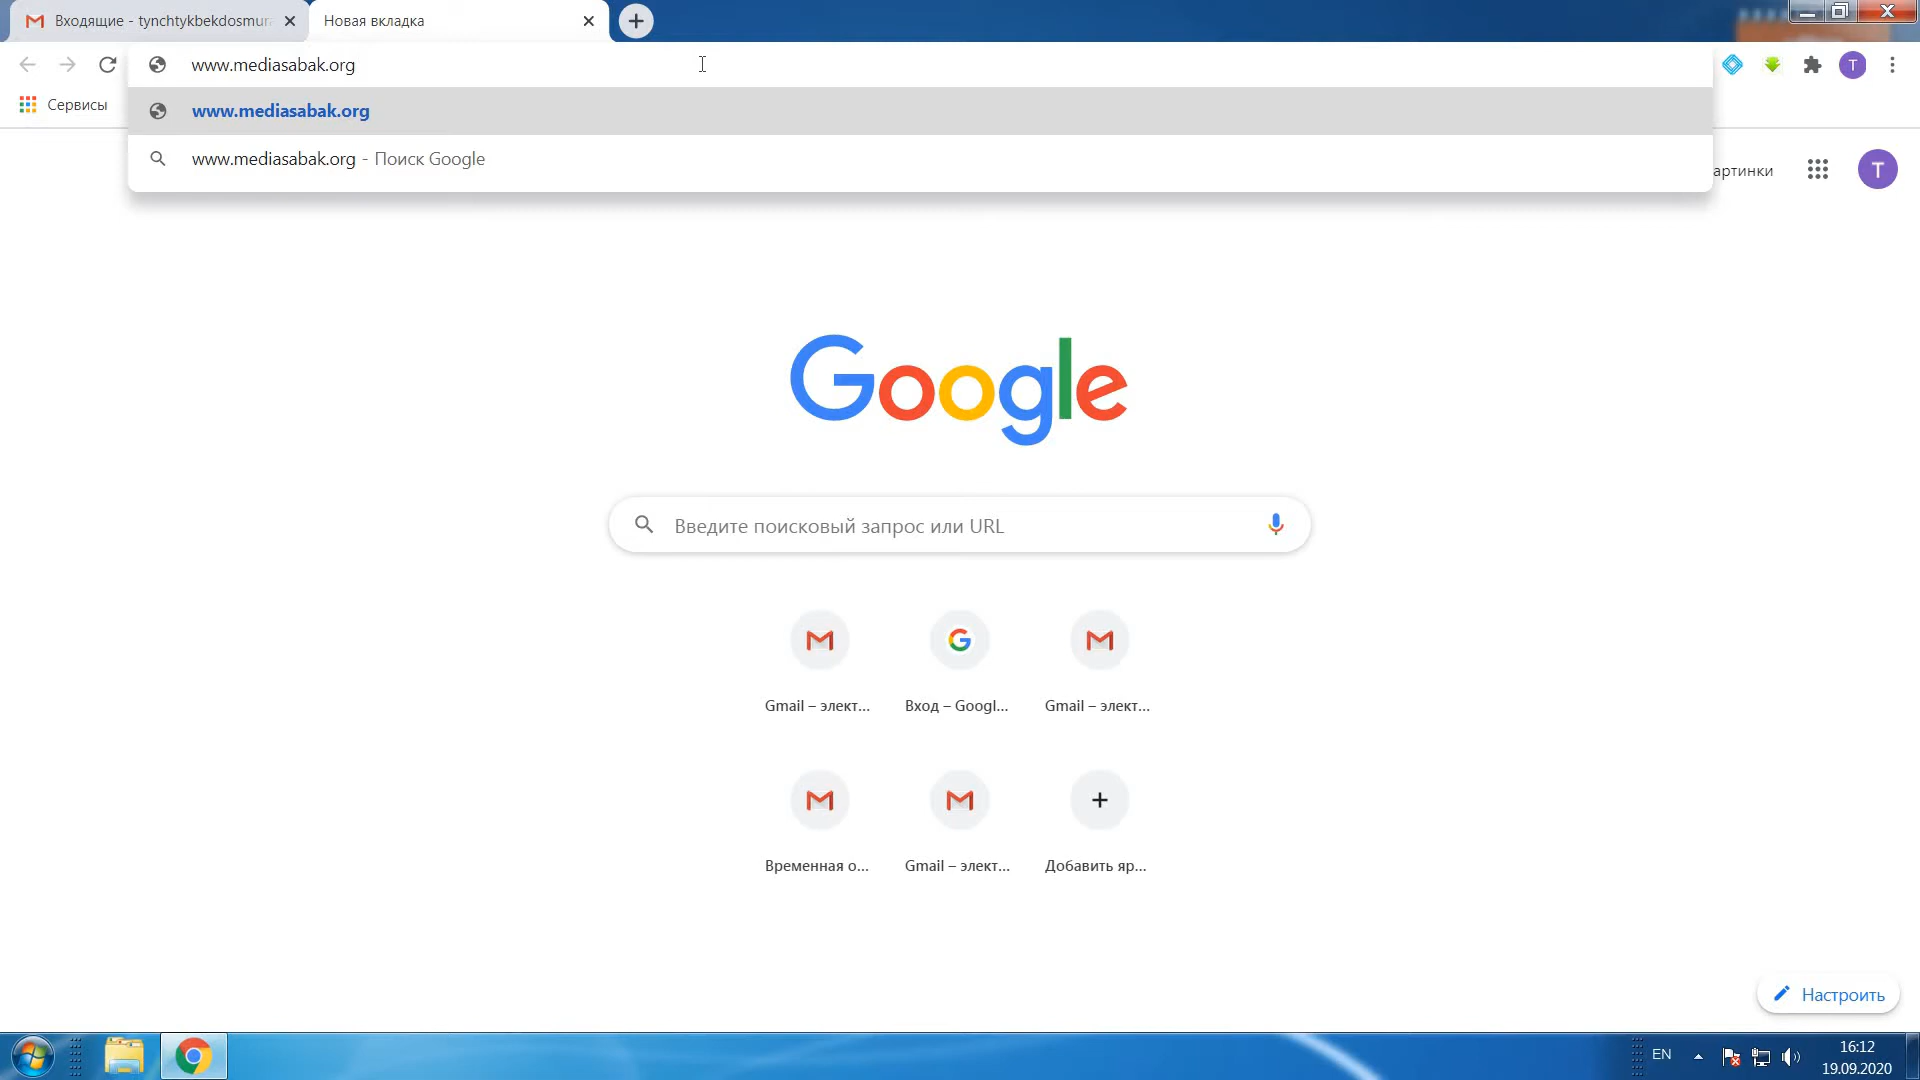 Входящие - tynchtykbekdosmura
Новая вкладка
www.mediasabak.org
Сервисы
www.mediasabak.org
www.mediasabak.org - Поиск Google
артинки
T
T
Google
Введите поисковый запрос или URL
Gmail – элект...
Вход – Googl...
Gmail – элект...
Временная о...
Gmail – элект...
Добавить яр...
Настроить
EN
16:12
19.09.2020